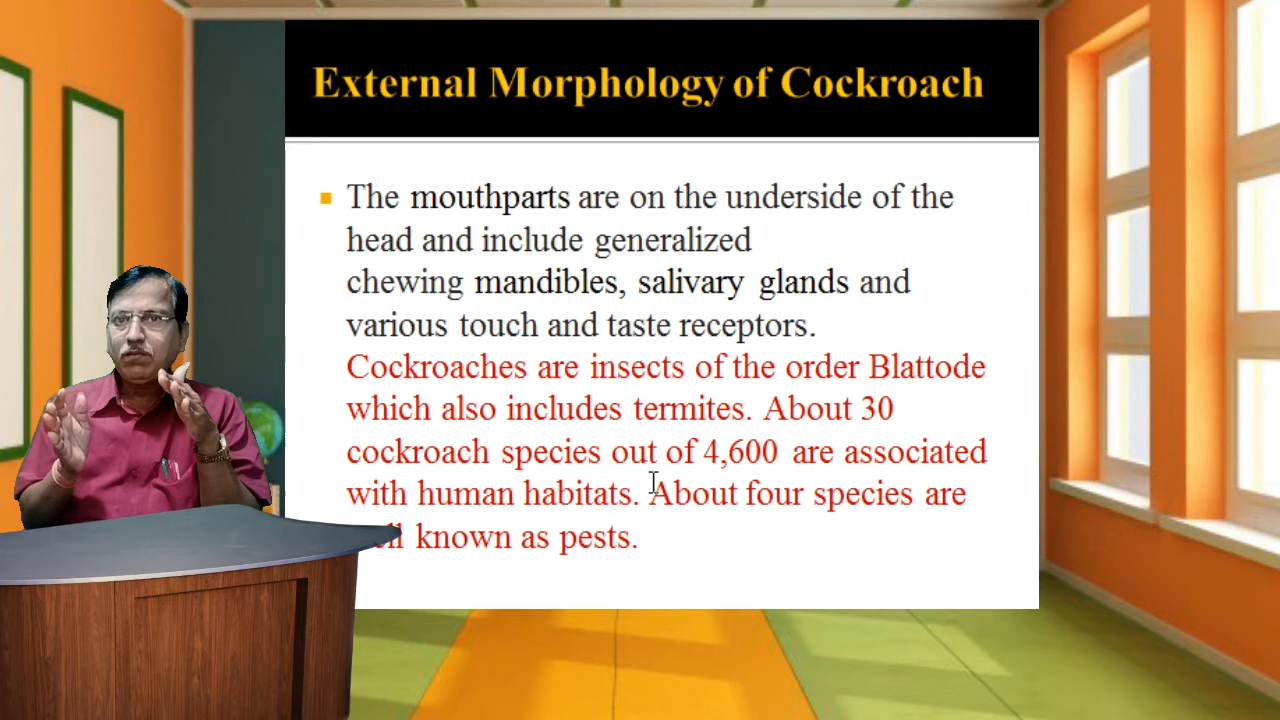 External Morphology of Cockroach
The mouthparts are on the underside of the
head and include generalized
chewing mandibles, salivary glands and
various touch and taste receptors.
Cockroaches are insects of the order Blattode
which also includes termites. About 30
cockroach species out of 4,600 are associated
with human habitats. About four species are
known as pests.